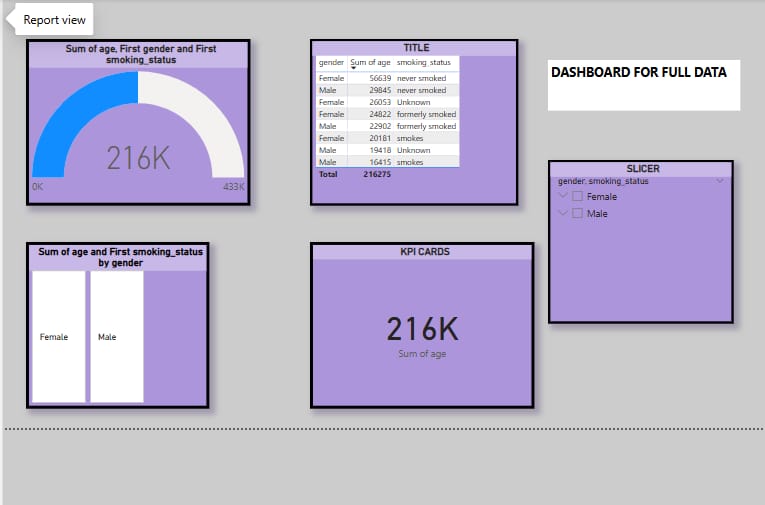 Report view
Sum of age, First gender and First
smoking_status
216K
0K
433K
TITLE
gender Sum of age smoking_status
Female 56639 never smoked
Male 29845 never smoked
Female 26053 Unknown
Female 24822 formerly smoked
Male 22902 formerly smoked
Female 20181 smokes
Male 19418 Unknown
Male 16415 smokes
Total 216275
DASHBOARD FOR FULL DATA
SLICER
gender, smoking_status
Female
Male
Sum of age and First smoking_status
by gender
Female
Male
KPI CARDS
216K
Sum of age